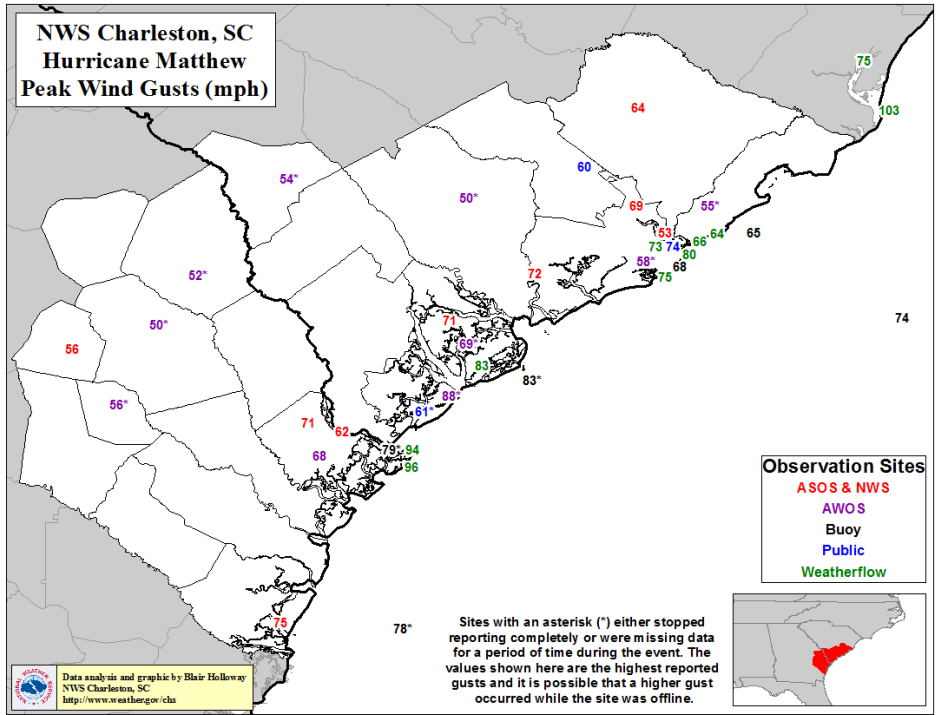 NWS Charleston, SC
Hurricane Matthew
Peak Wind Gusts (mph)
75
103
64
60
54*
50*
69
55*
53
64
65
73
74
66
80
58*
68
72
75
52*
74
50*
71
56
69*
83
83*
88*
56*
61*
71
62
79*
94
68
96
75
78*
Observation Sites
ASOS & NWS
AWOS
Buoy
Public
Weatherflow
Sites with an asterisk (*) either stopped
reporting completely or were missing data
for a period of time during the event. The
values shown here are the highest reported
gusts and it is possible that a higher gust
occurred while the site was offline.
NATIONAL WEATHER SERVICE
Data analysis and graphic by Blair Holloway
NWS Charleston, SC
http://www.weather.gov/chs